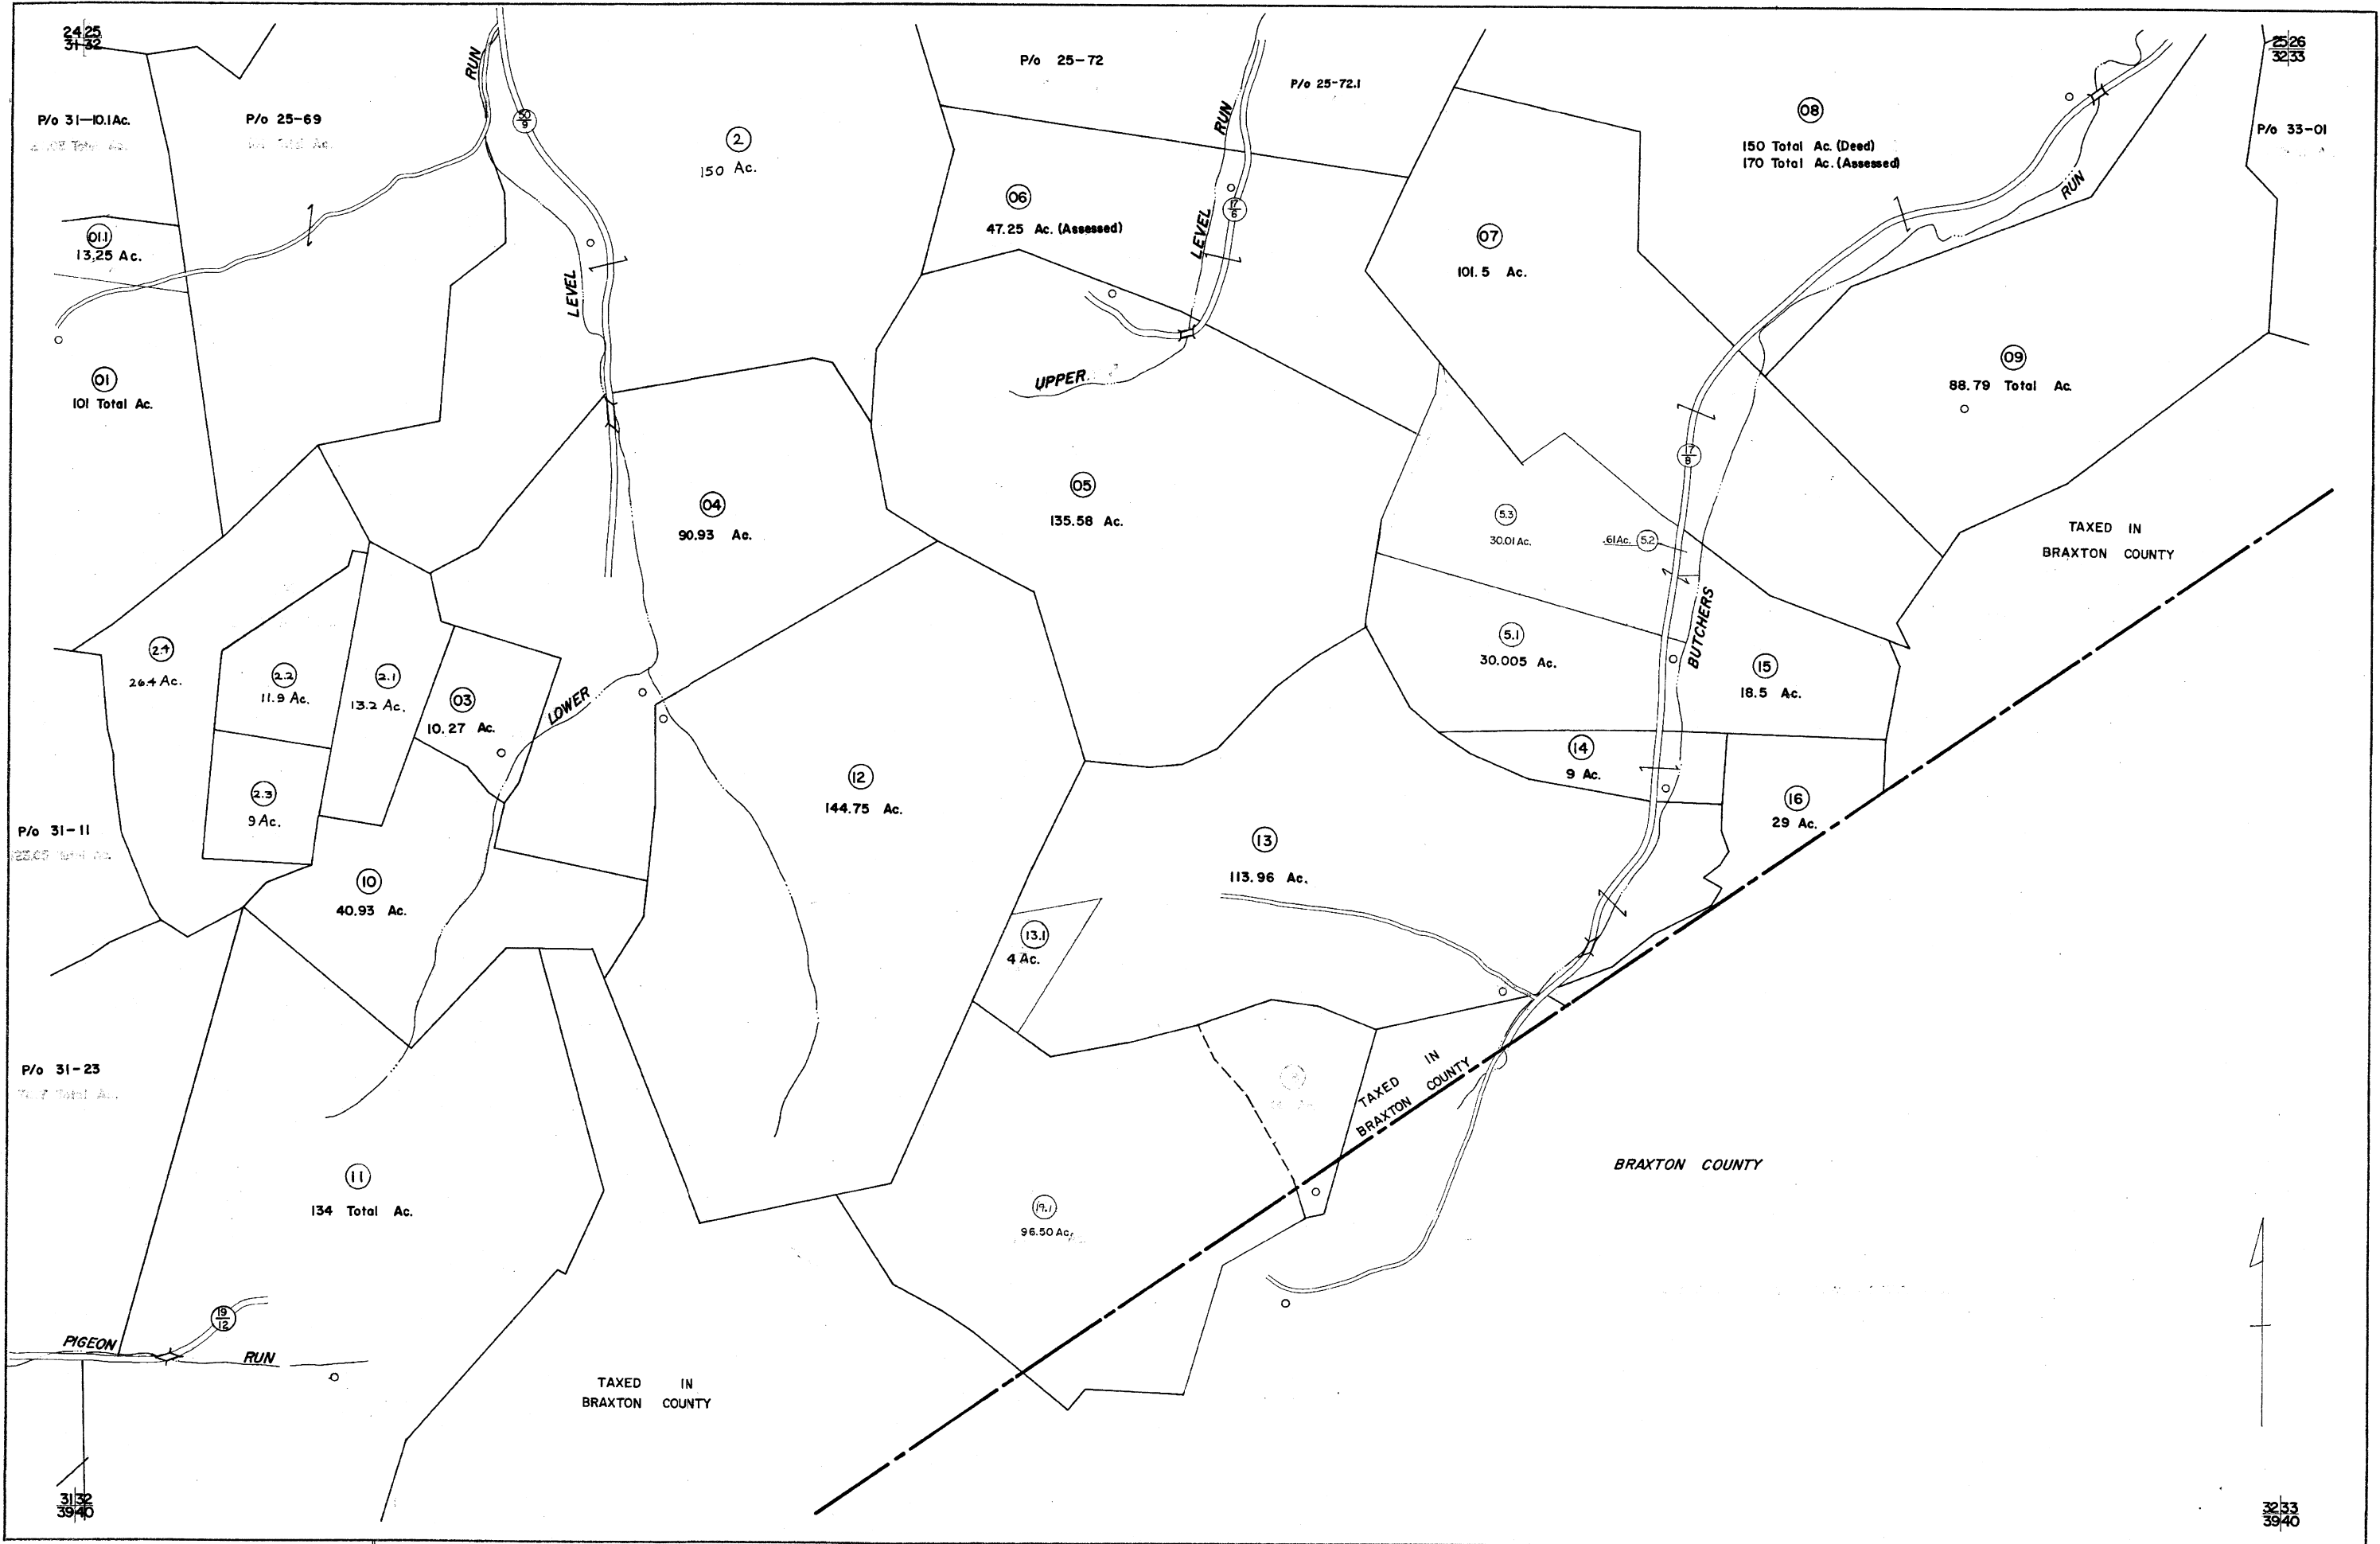 24 25
31 32
25 26
32 33
P/o 31-10.1Ac.
P/o 25-69
RUN
50
9
2
150 Ac.
P/o 25-72
P/o 25-72.1
RUN
08
150 Total Ac. (Deed)
170 Total Ac. (Assessed)
P/o 33-01
RUN
01.1
13.25 Ac.
LEVEL
06
47.25 Ac. (Assessed)
LEVEL
17
6
07
101.5 Ac.
01
101 Total Ac.
UPPER
09
88.79 Total Ac.
17
8
04
90.93 Ac.
05
135.58 Ac.
5.3
30.01 Ac.
.61Ac. 5.2
TAXED IN
BRAXTON COUNTY
BUTCHERS
2.4
26.4 Ac.
2.2
11.9 Ac.
2.1
13.2 Ac.
03
10.27 Ac.
LOWER
5.1
30.005 Ac.
15
18.5 Ac.
14
9 Ac.
2.3
9 Ac.
12
144.75 Ac.
16
29 Ac.
P/o 31-11
10
40.93 Ac.
13
113.96 Ac.
13.1
4 Ac.
P/o 31-23
Total Ac.
TAXED IN
BRAXTON COUNTY
11
134 Total Ac.
19.1
96.50 Ac.
BRAXTON COUNTY
19
12
PIGEON
RUN
TAXED IN
BRAXTON COUNTY
31 32
39 40
32 33
39 40